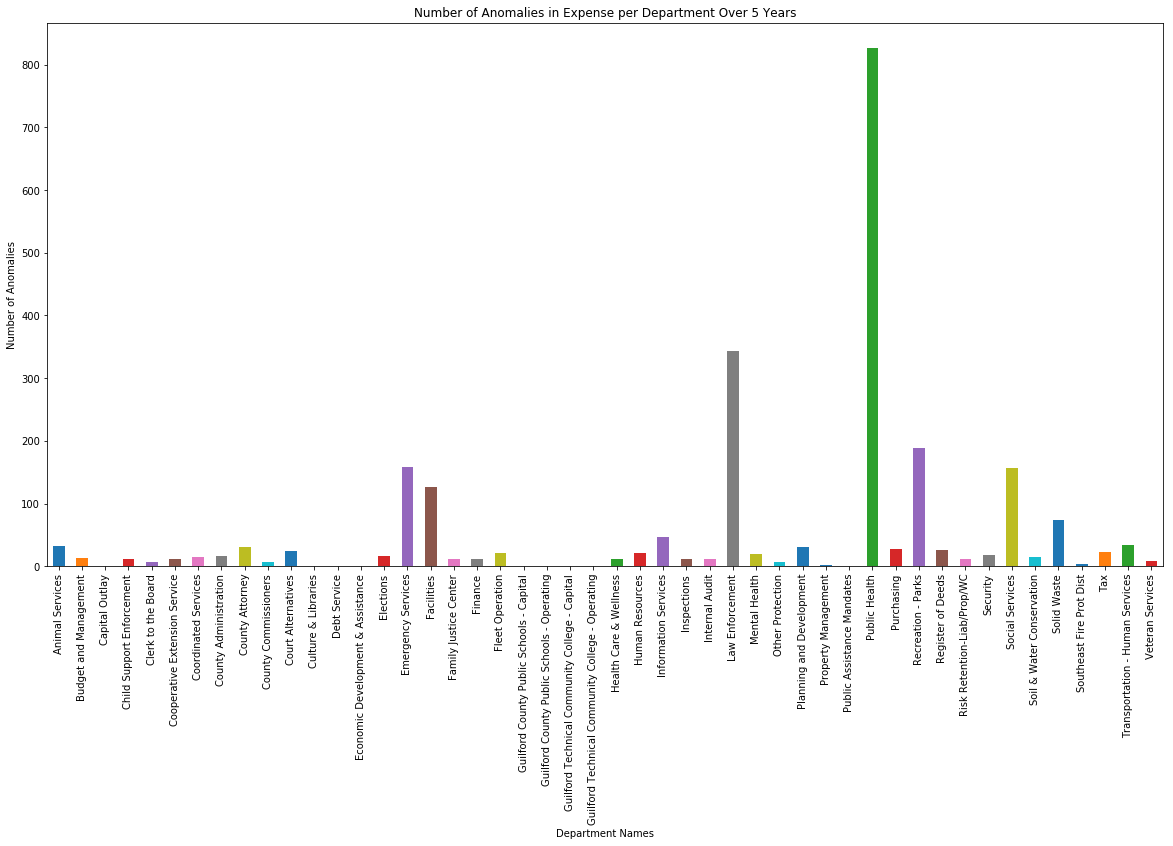 Number of Anomalies in Expense per Department Over 5 Years
Number of Anomalies
800
700
600
500
400
300
200
100
0
Animal Services
Budget and Management
Capital Outlay
Child Support Enforcement
Clerk to the Board
Cooperative Extension Service
Coordinated Services
County Administration
County Attorney
County Commissioners
Court Alternatives
Culture & Libraries
Debt Service
Economic Development & Assistance
Elections
Emergency Services
Facilities
Family Justice Center
Finance
Fleet Operation
Guilford County Public Schools - Capital
Guilford County Public Schools - Operating
Guilford Technical Community College - Capital
Guilford Technical Community College - Operating
Health Care & Wellness
Human Resources
Information Services
Inspections
Internal Audit
Law Enforcement
Mental Health
Other Protection
Planning and Development
Property Management
Public Assistance Mandates
Public Health
Purchasing
Recreation - Parks
Register of Deeds
Risk Retention-Liab/Prop/WC
Security
Social Services
Soil & Water Conservation
Solid Waste
Southeast Fire Prot Dist
Tax
Transportation - Human Services
Veteran Services
Department Names